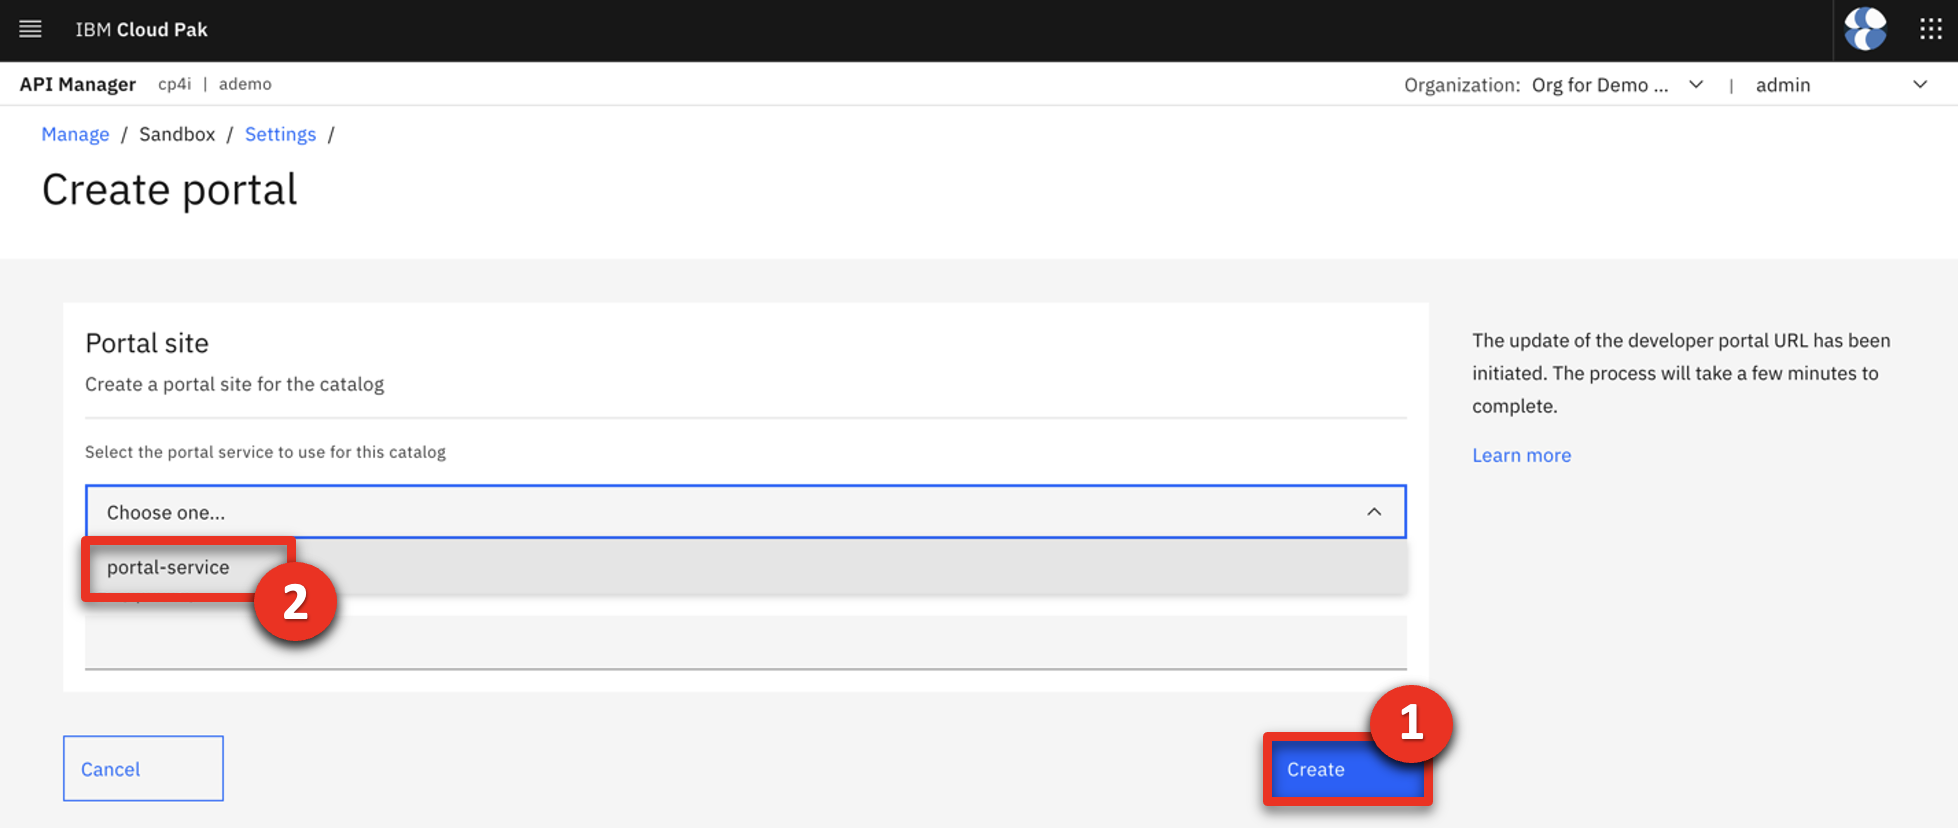 IBM Cloud Pak
API Manager cp4i | ademo Organization: Org for Demo ... | admin
Manage / Sandbox / Settings /
Create portal
Portal site
Create a portal site for the catalog
Select the portal service to use for this catalog
Choose one...
portal-service
2
The update of the developer portal URL has been
initiated. The process will take a few minutes to
complete.
Learn more
1
Cancel
Create